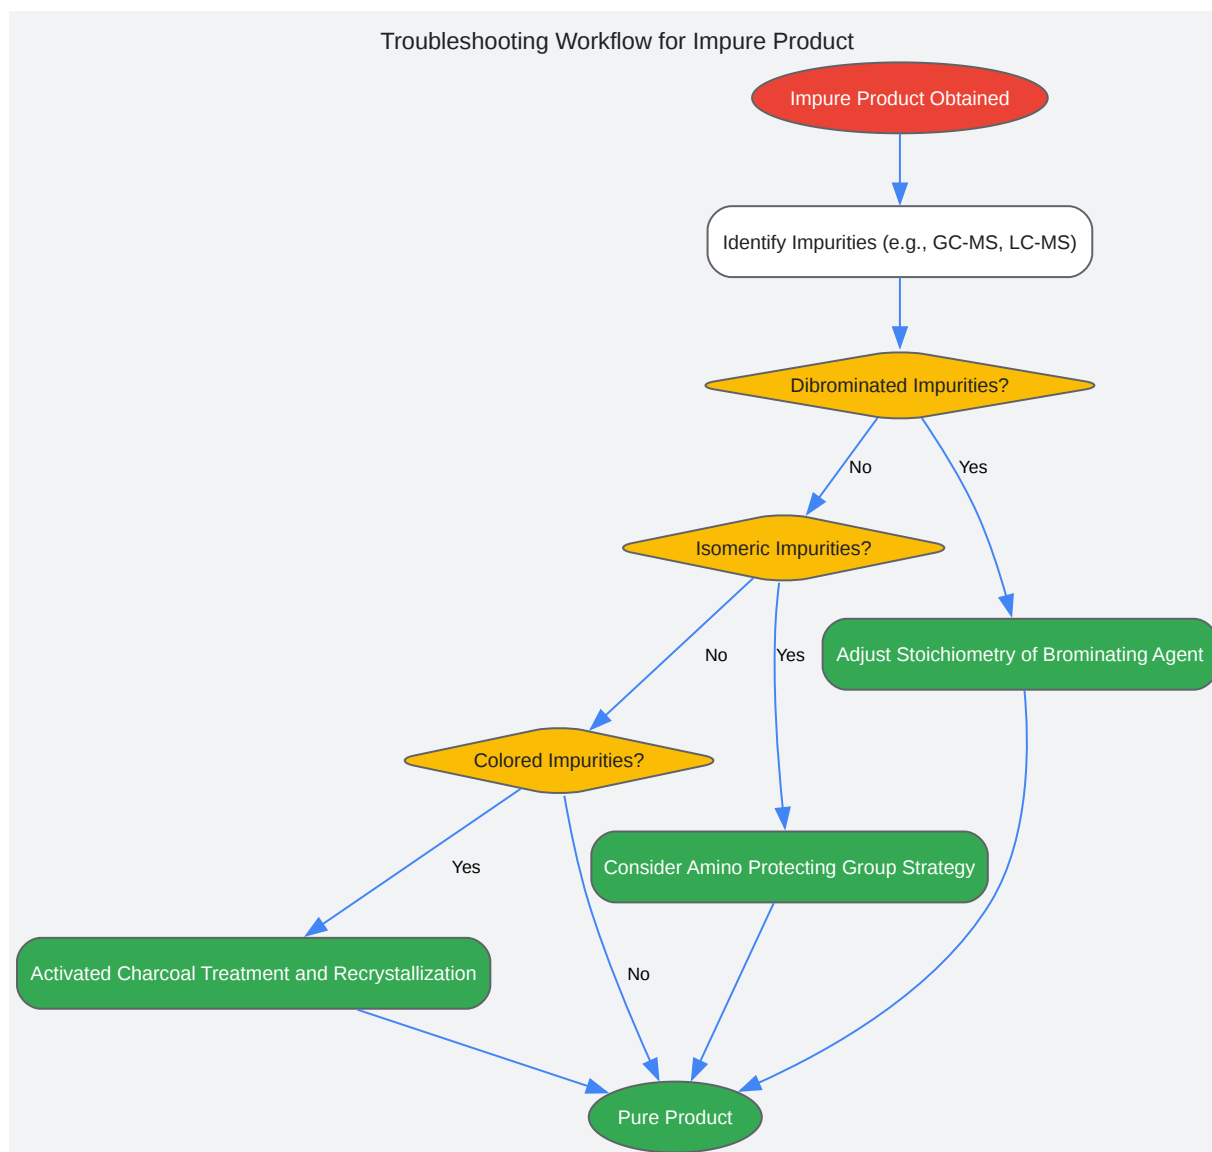 Troubleshooting Workflow for Impure Product
Impure Product Obtained
Identify Impurities (e.g., GC-MS, LC-MS)
Dibrominated Impurities?
No
Yes
Isomeric Impurities?
Adjust Stoichiometry of Brominating Agent
No
Yes
Colored Impurities?
Consider Amino Protecting Group Strategy
Yes
Activated Charcoal Treatment and Recrystallization
No
Pure Product